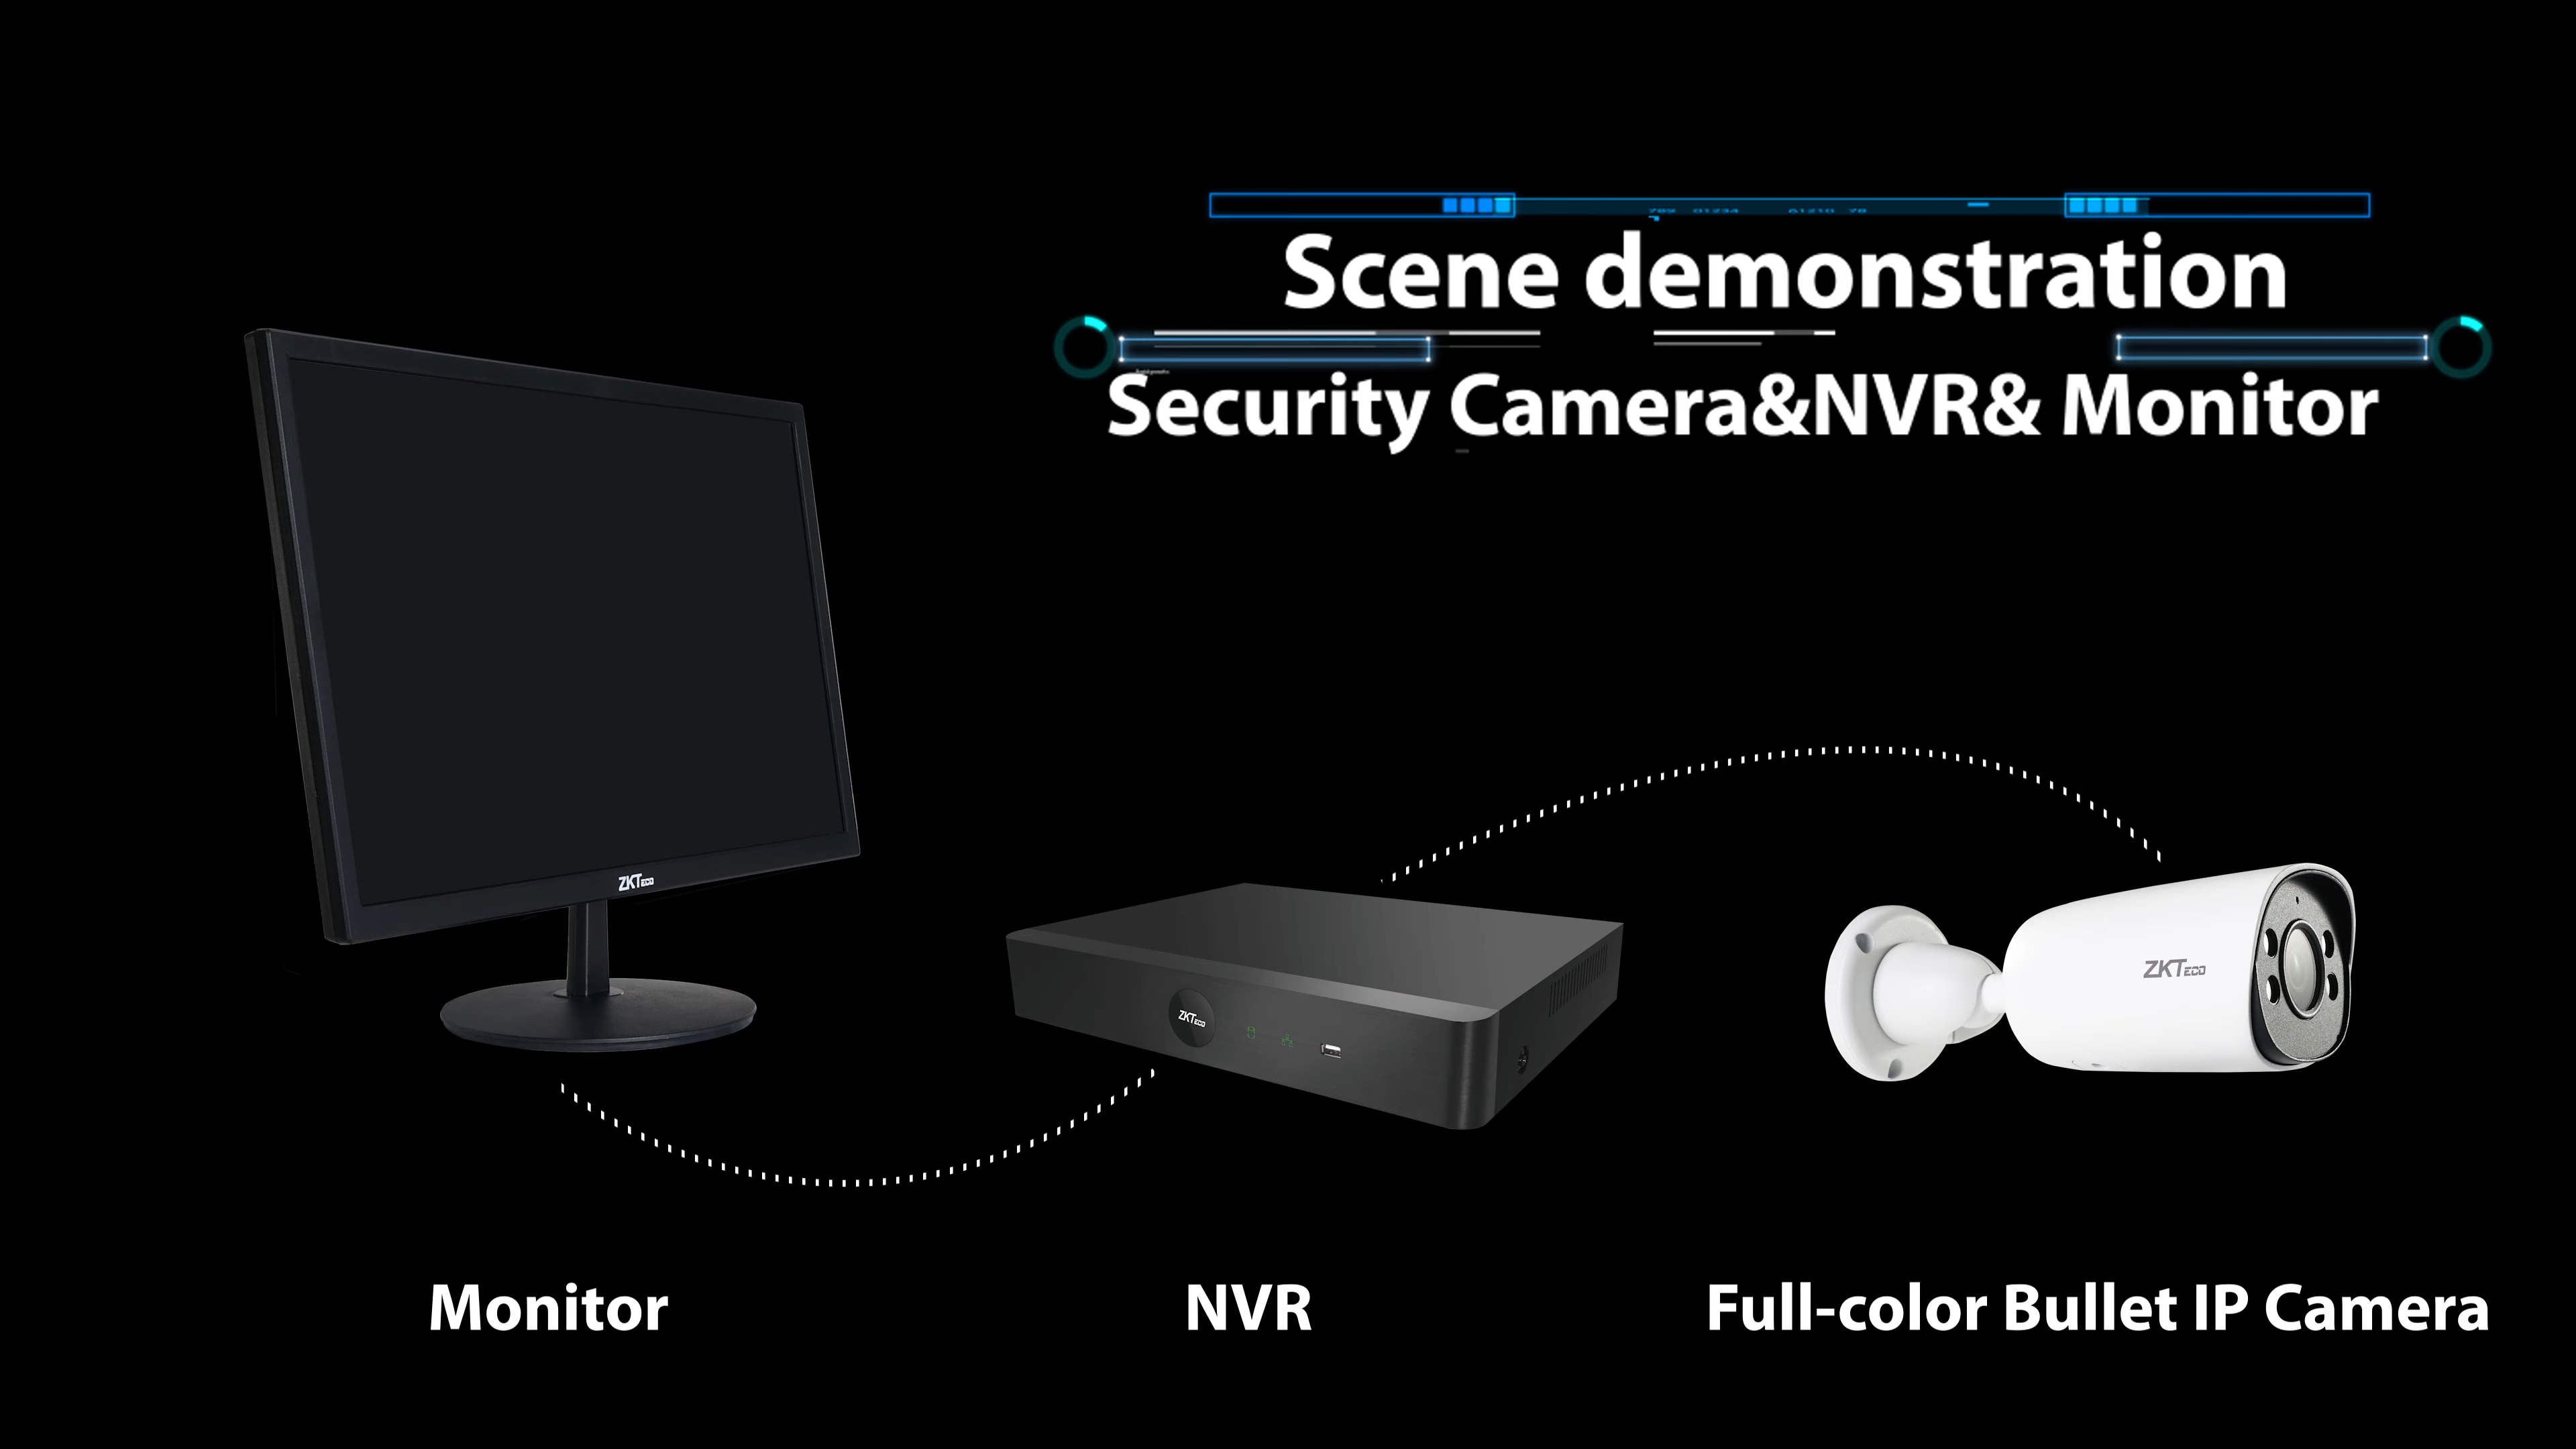 Scene demonstration
Security Camera&NVR& Monitor
ZKTECO
ZKTECO
ZKTECO
Monitor
NVR
Full-color Bullet IP Camera